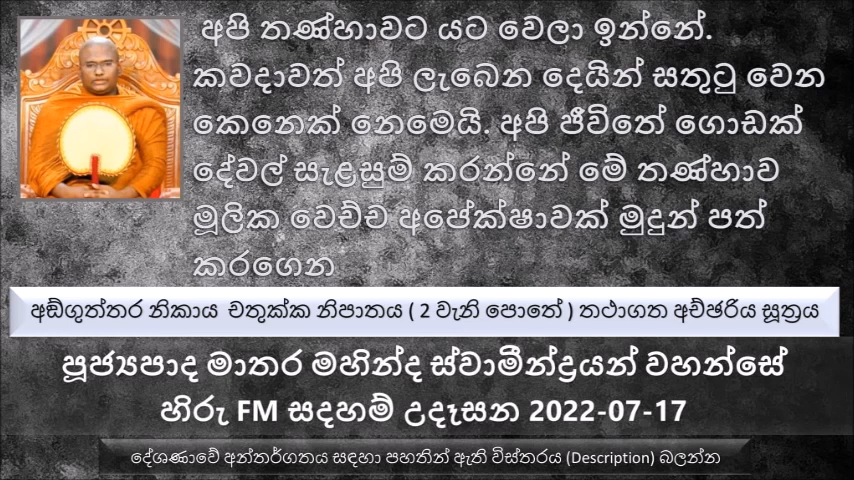 අපි තණ්හාවට යට වෙලා ඉන්නේ.
කවදාවත් අපි ලැබෙන දෙයින් සතුටු වෙන
කෙනෙක් නෙමෙයි. අපි ජීවිතේ ගොඩක්
දේවල් සැළසුම් කරන්නේ මේ තණ්හාව
මූලික වෙච්ච අපේක්ෂාවක් මුදුන් පත්
කරගෙන
අඞ්ගුත්තර නිකාය චතුක්ක නිපාතය ( 2 වැනි පොතේ ) තථාගත අච්ඡරිය සූත්‍රය
පූජ්‍යපාද මාතර මහින්ද ස්වාමීන්ද්‍රයන් වහන්සේ
හිරු FM සදහම් උදෑසන 2022-07-17
දේශණාවේ අන්තර්ගතය සඳහා පහතින් ඇති විස්තරය (Description) බලන්න